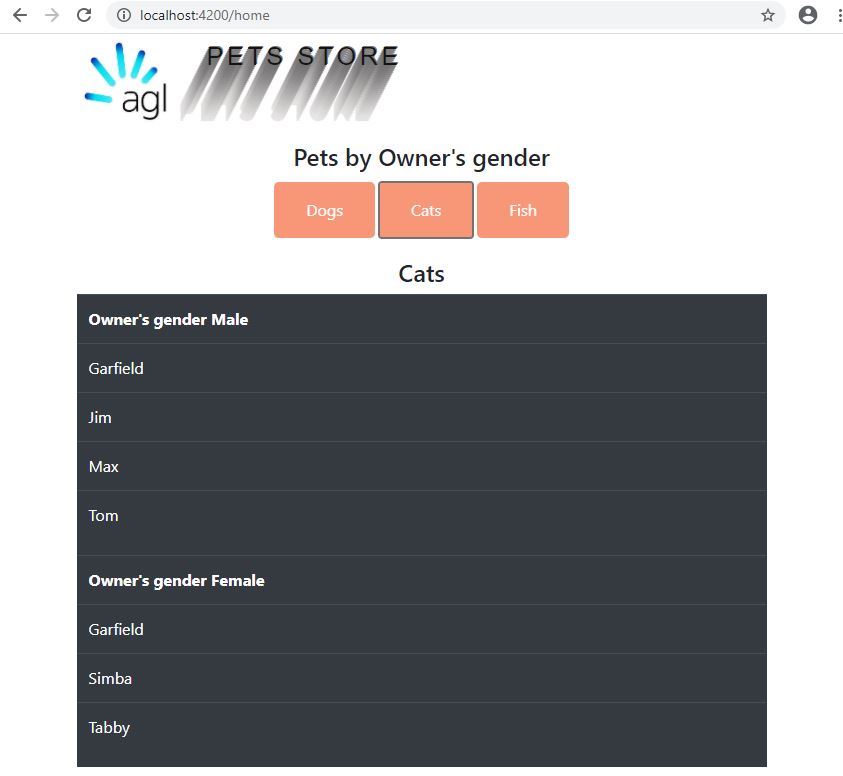 localhost:4200/home
agl PETS STORE
Pets by Owner's gender
Dogs Cats Fish
Cats
Owner's gender Male
Garfield
Jim
Max
Tom
Owner's gender Female
Garfield
Simba
Tabby